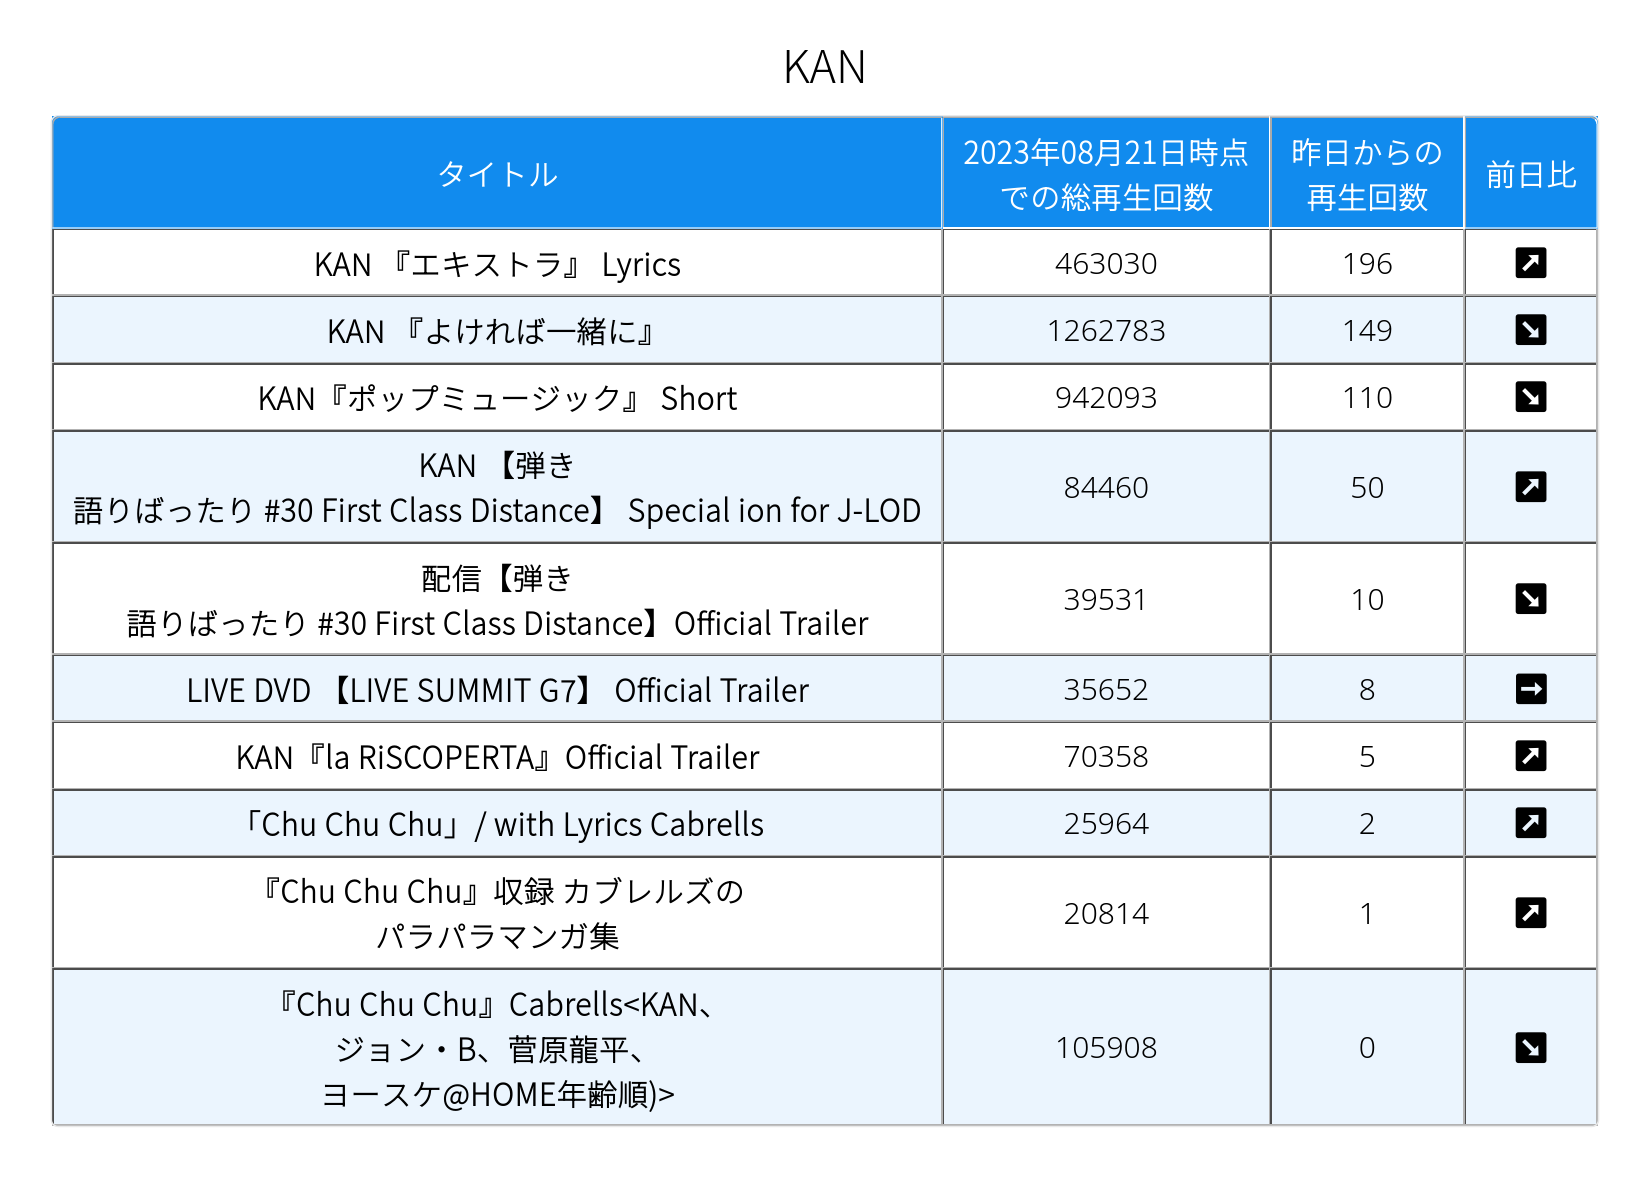 KAN
タイトル
2023年08月21日時点
での総再生回数
昨日からの
再生回数
前日比
KAN 『エキストラ』 Lyrics
463030
196
KAN 『よければ一緒に』
1262783
149
KAN『ポップミュージック』 Short
942093
110
KAN 【弾き
語りばったり #30 First Class Distance】 Special ion for J-LOD
84460
50
配信【弾き
語りばったり #30 First Class Distance】Official Trailer
39531
10
LIVE DVD 【LIVE SUMMIT G7】 Official Trailer
35652
8
KAN『la RiSCOPERTA』Official Trailer
70358
5
「Chu Chu Chu」/ with Lyrics Cabrells
25964
2
『Chu Chu Chu』収録 カブレルズの
パラパラマンガ集
20814
1
『Chu Chu Chu』Cabrells<KAN、
ジョン・B、菅原龍平、
ヨースケ@HOME年齢順)>
105908
0